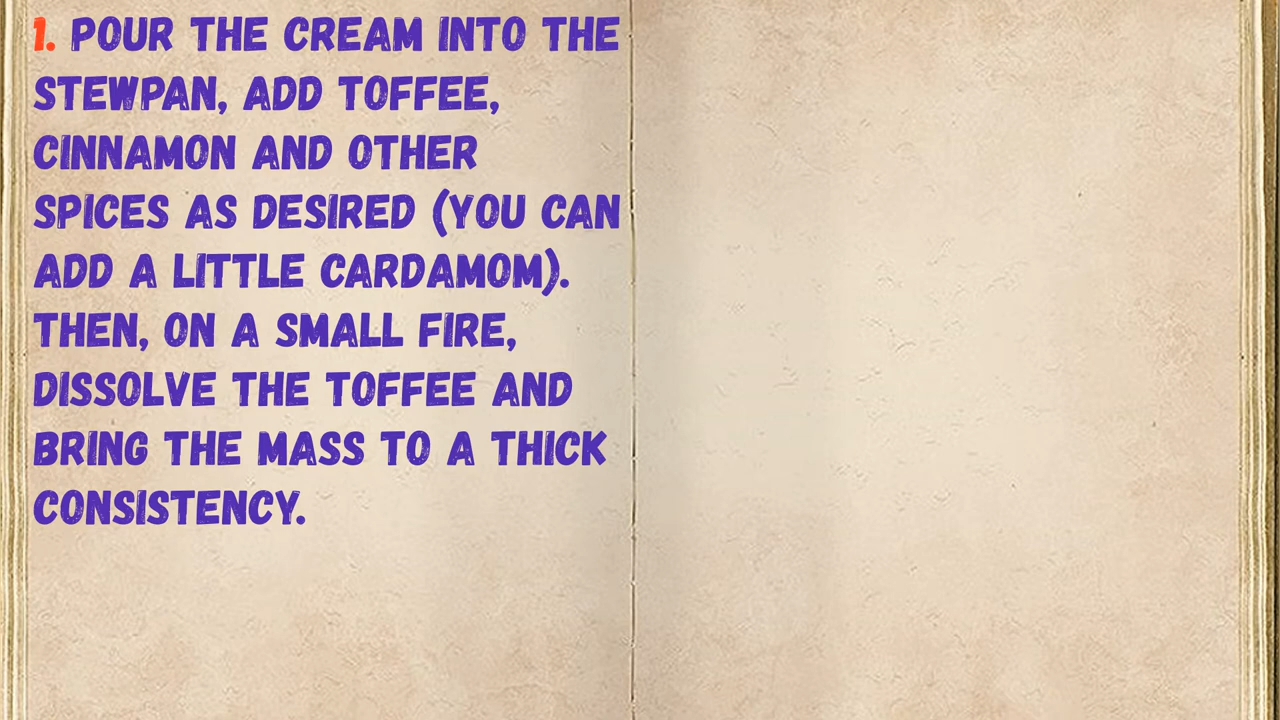 1. POUR THE CREAM INTO THE
STEWPAN, ADD TOFFEE,
CINNAMON AND OTHER
SPICES AS DESIRED (YOU CAN
ADD A LITTLE CARDAMOM).
THEN, ON A SMALL FIRE,
DISSOLVE THE TOFFEE AND
BRING THE MASS TO A THICK
CONSISTENCY.